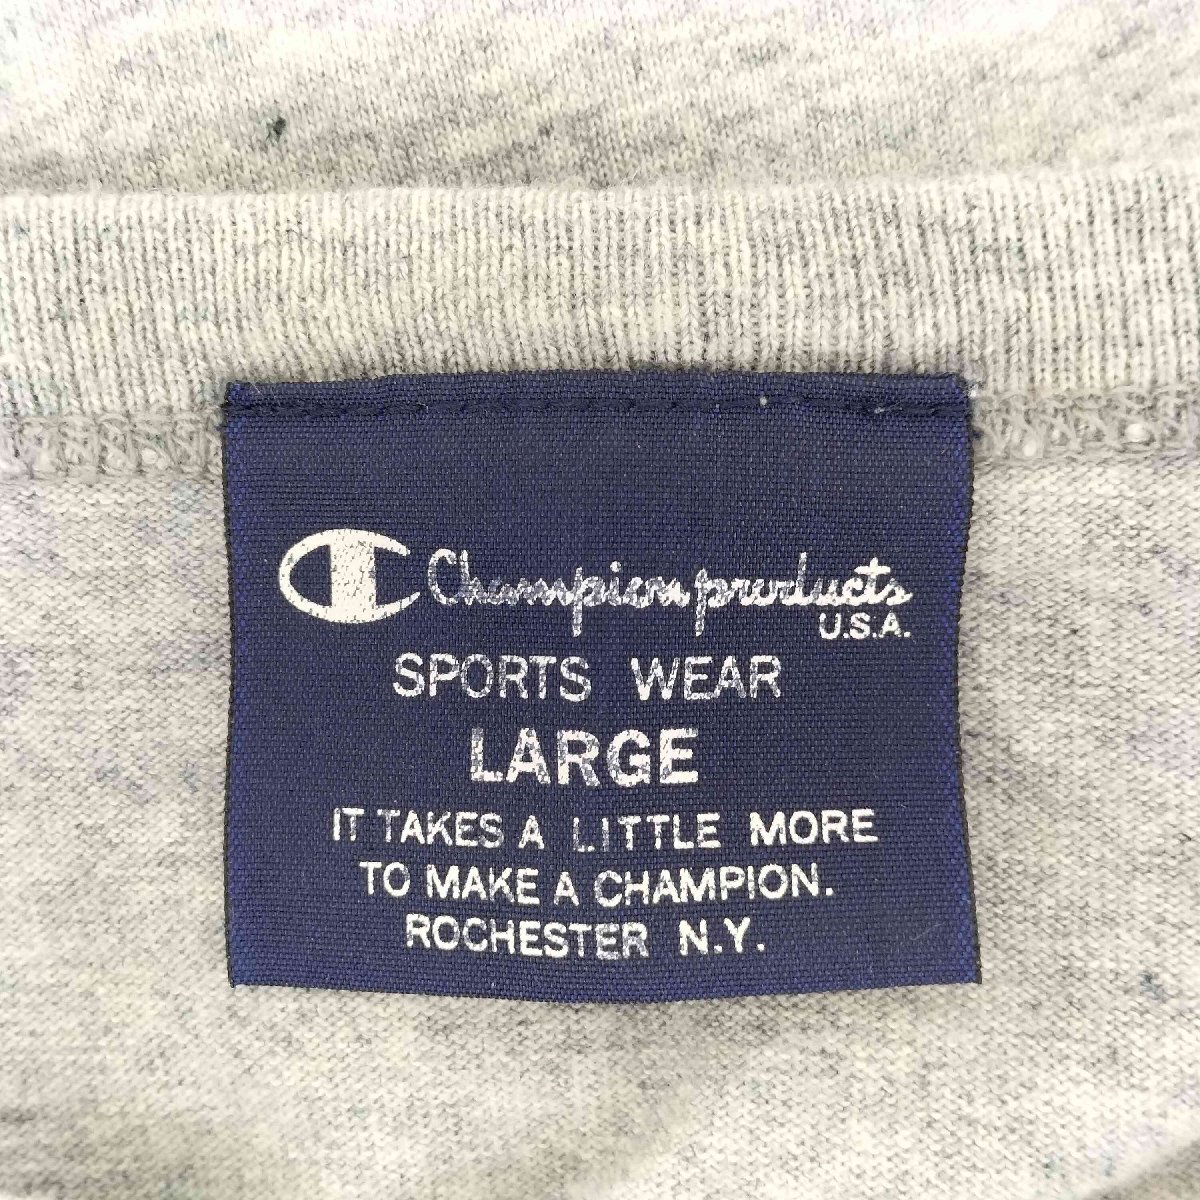 Champion products
U.S.A.
SPORTS WEAR
LARGE
IT TAKES A LITTLE MORE
TO MAKE A CHAMPION.
ROCHESTER N.Y.